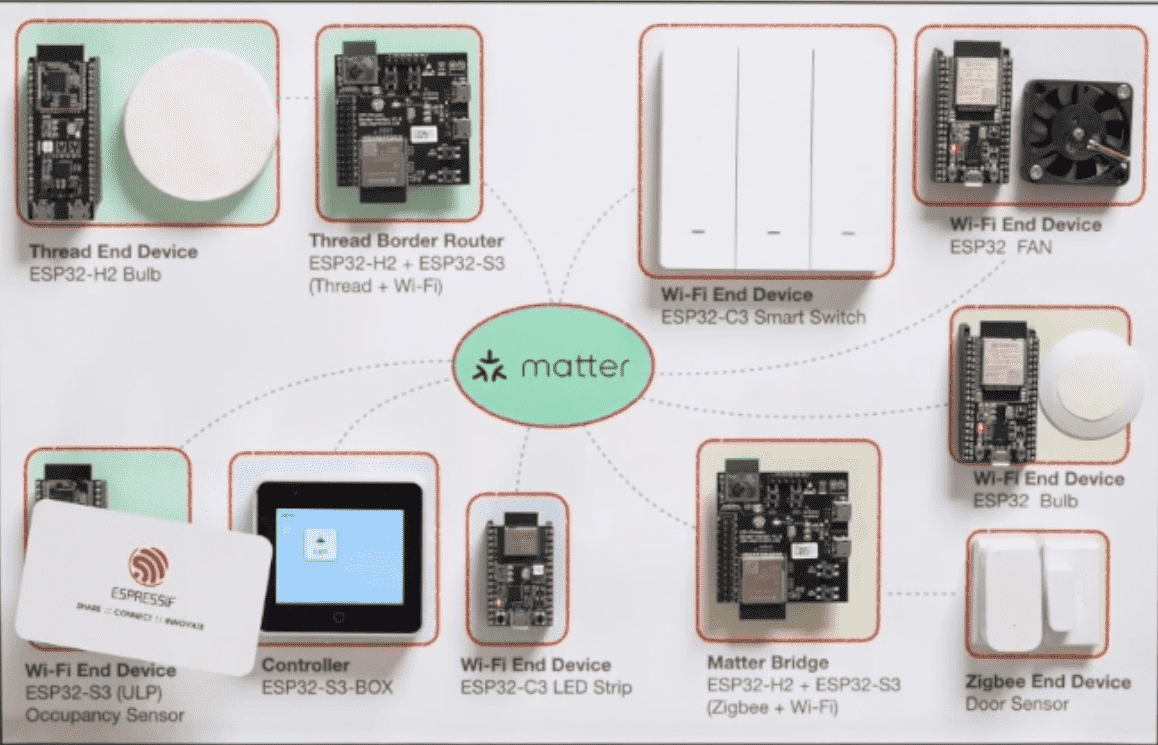 Thread End Device
ESP32-H2 Bulb
Thread Border Router
ESP32-H2 + ESP32-S3
(Thread + Wi-Fi)
Wi-Fi End Device
ESP32-C3 Smart Switch
Wi-Fi End Device
ESP32 FAN
matter
Wi-Fi End Device
ESP32 Bulb
ESPRESSIF
SHARE :: CONNECT :: INNOVATE
Wi-Fi End Device
ESP32-S3 (ULP)
Occupancy Sensor
Controller
ESP32-S3-BOX
Wi-Fi End Device
ESP32-C3 LED Strip
Matter Bridge
ESP32-H2 + ESP32-S3
(Zigbee + Wi-Fi)
Zigbee End Device
Door Sensor